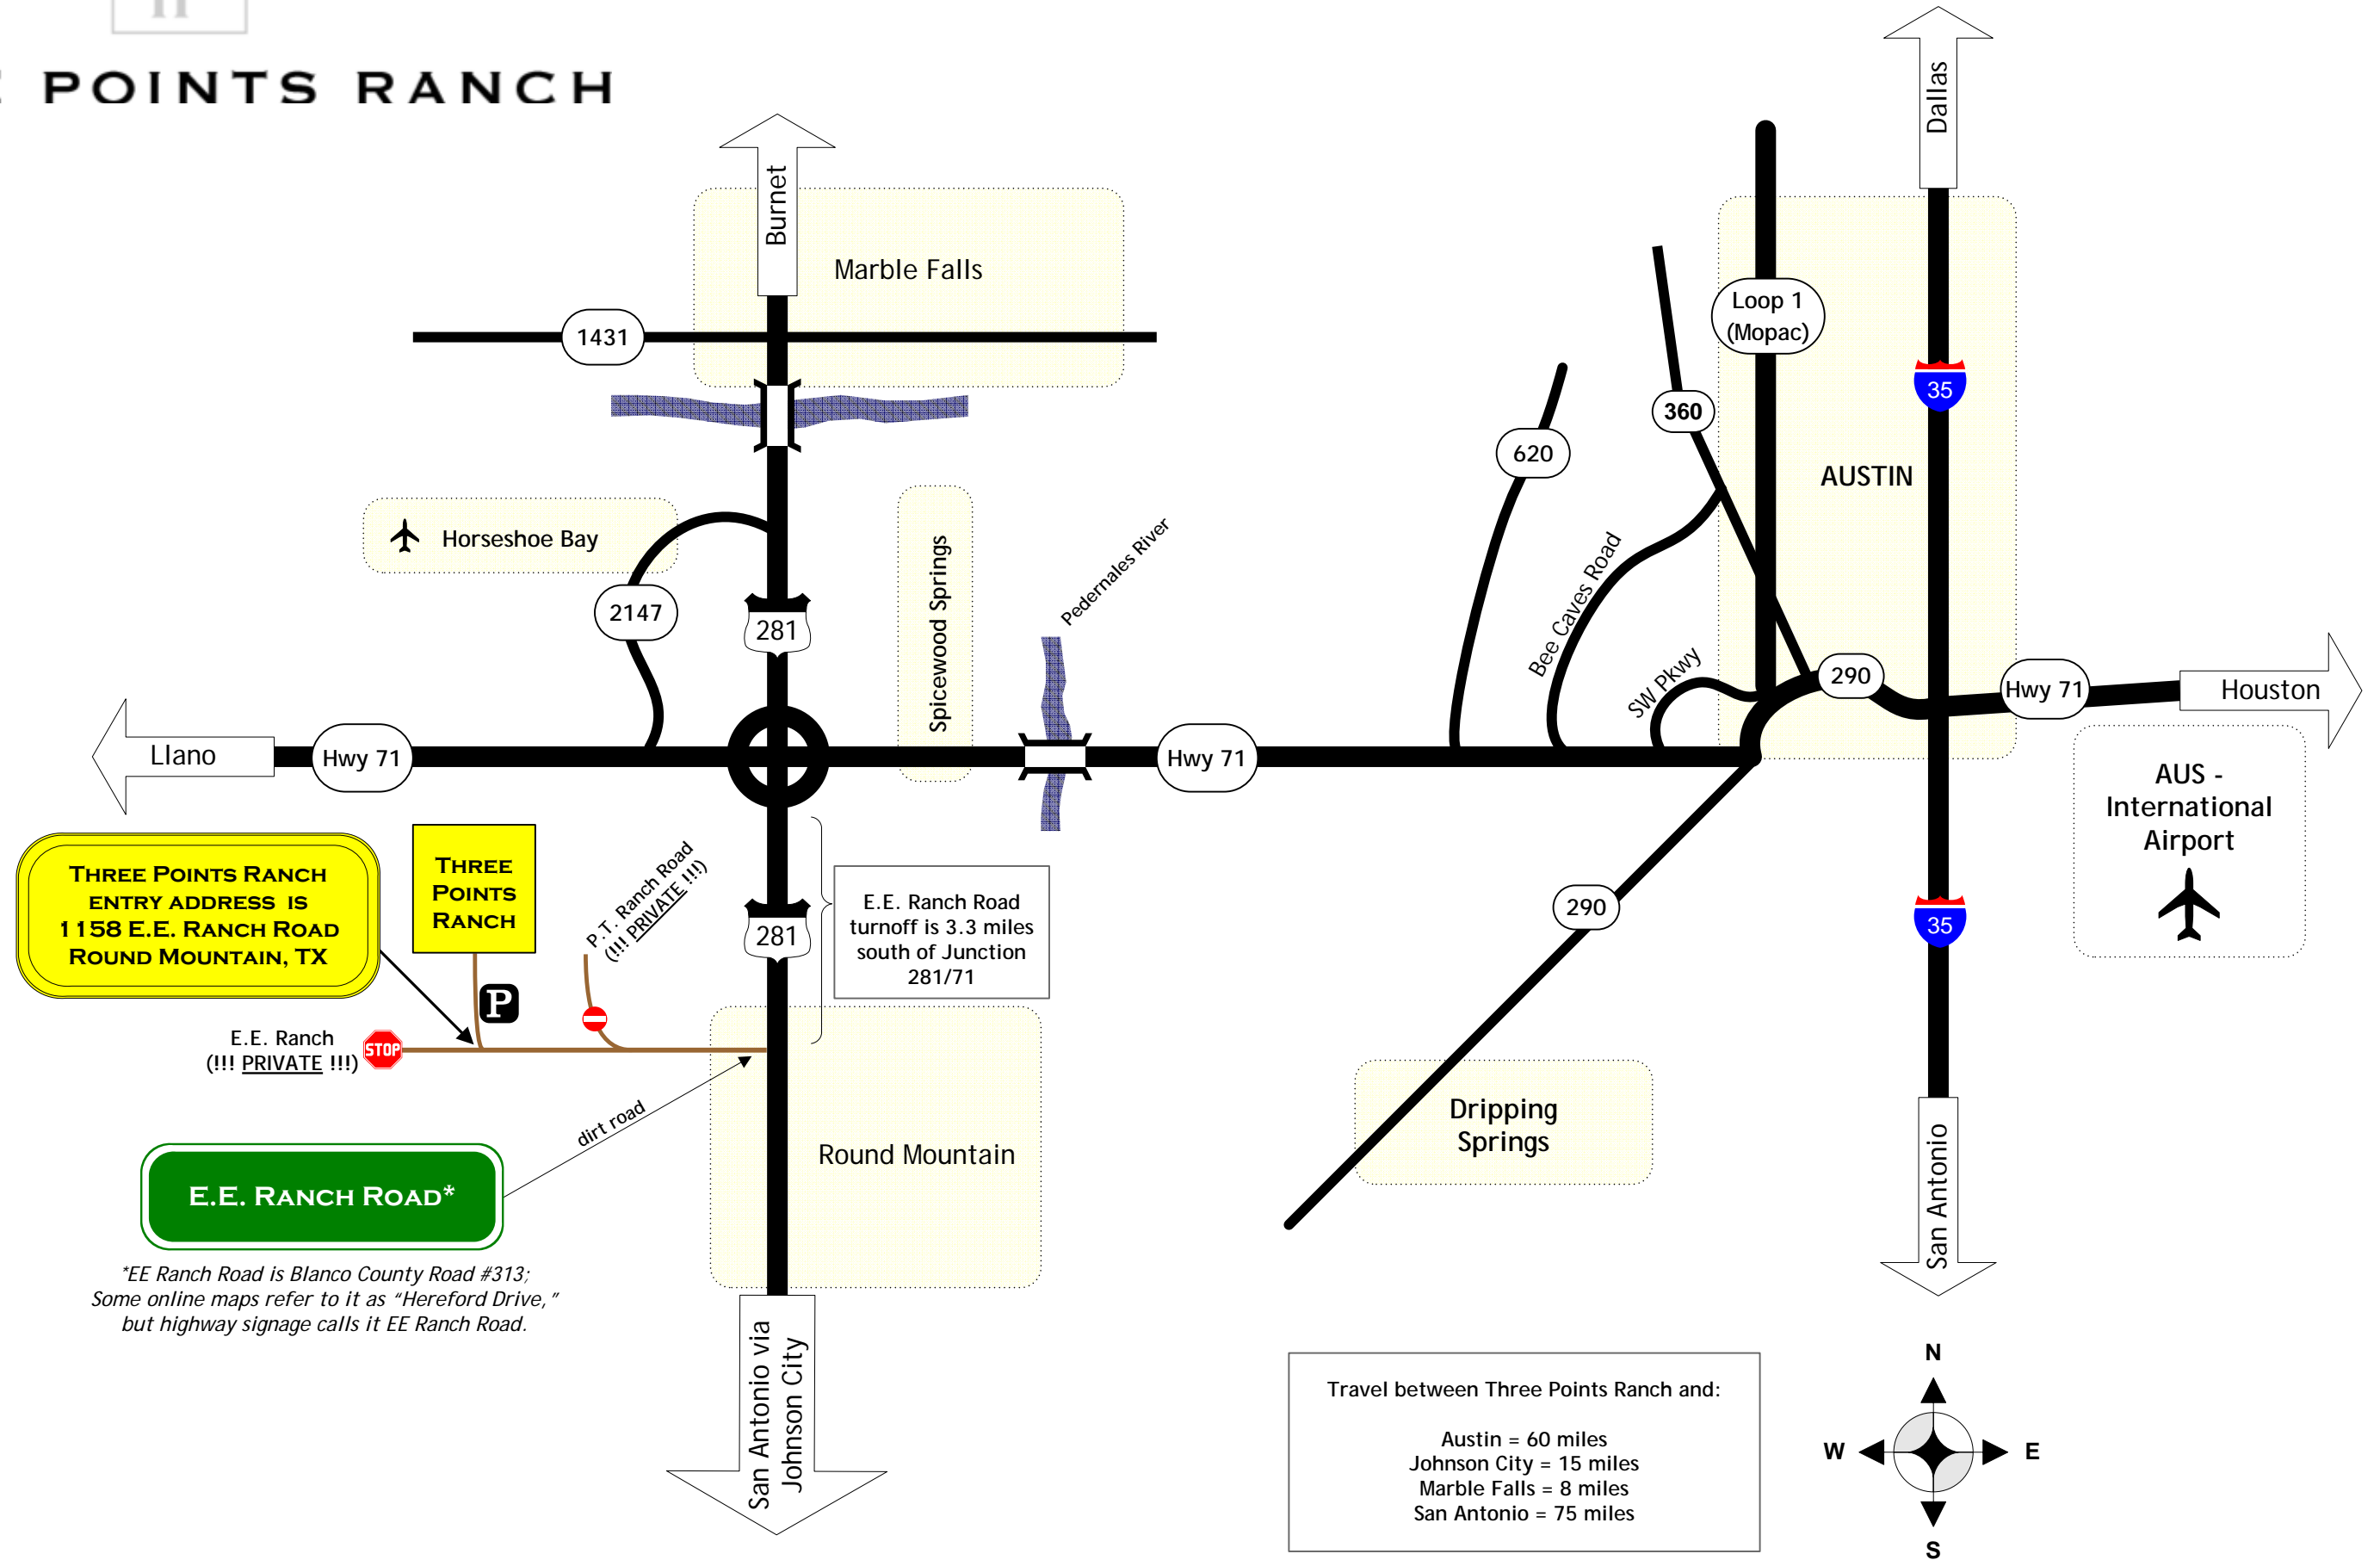 POINTS RANCH
Dallas
Burnet
Marble Falls
Loop 1
(Mopac)
1431
35
360
620
AUSTIN
Horseshoe Bay
Pedernales River
Spicewood Springs
Bee Caves Road
2147
281
SW Pkwy
290
Hwy 71
Houston
Llano
Hwy 71
Hwy 71
AUS -
International
Airport
THREE POINTS RANCH
ENTRY ADDRESS IS
1158 E.E. RANCH ROAD
ROUND MOUNTAIN, TX
THREE
POINTS
RANCH
P.T. Ranch Road
(!!! PRIVATE !!!)
281
E.E. Ranch Road
turnoff is 3.3 miles
south of Junction
281/71
290
35
P
E.E. Ranch
(!!! PRIVATE !!!)
STOP
dirt road
Dripping
Springs
Round Mountain
E.E. RANCH ROAD*
San Antonio
*EE Ranch Road is Blanco County Road #313;
Some online maps refer to it as “Hereford Drive,”
but highway signage calls it EE Ranch Road.
San Antonio via
Johnson City
Travel between Three Points Ranch and:
Austin = 60 miles
Johnson City = 15 miles
Marble Falls = 8 miles
San Antonio = 75 miles
N
W
E
S